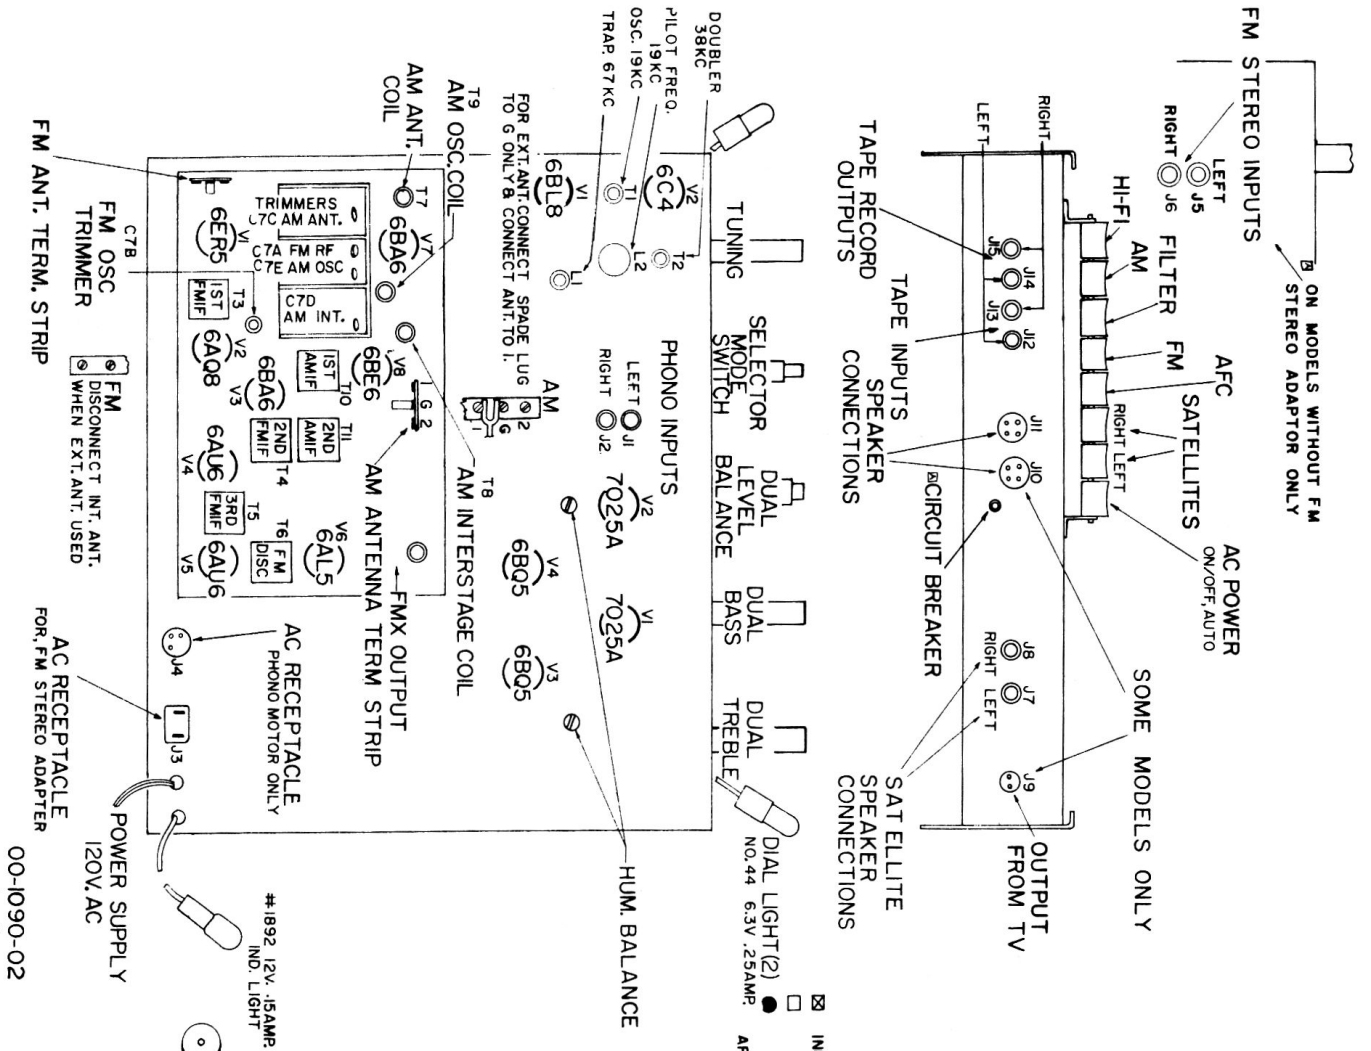 FM STEREO INPUTS
RIGHT
LEFT
J6
J5
ON MODELS WITHOUT FM
STEREO ADAPTOR ONLY
HI-FI
AM
FILTER
FM
AFC
SATELLITES
RIGHT LEFT
AC POWER
ON/OFF, AUTO
RIGHT
LEFT
TAPE RECORD
OUTPUTS
J15
J14
J13
J12
TAPE INPUTS
SPEAKER
CONNECTIONS
J11
J10
CIRCUIT BREAKER
SOME MODELS ONLY
J8
RIGHT
J7
LEFT
J9
SATELLITE
SPEAKER
CONNECTIONS
OUTPUT
FROM TV
DOUBLER
38KC
PILOT FREQ.
19KC
OSC. 19KC
TRAP. 67KC
TUNING
SELECTOR
MODE
SWITCH
DUAL
LEVEL
BALANCE
DUAL
BASS
DUAL
TREBLE
DIAL LIGHT(2)
NO.44 6.3V .25AMP.
V2
6C4
T2
T1
L2
V1
6BL8
L1
FOR EXT.ANT.CONNECT SPADE LUG
TO G ONLY & CONNECT ANT.TO 1.
PHONO INPUTS
LEFT
J1
RIGHT
J2
AM
2
G
1
V2
7025A
V1
7025A
V4
6BQ5
V3
6BQ5
HUM. BALANCE
T9
AM OSC.COIL
AM ANT.
COIL
T7
V7
6BA6
TRIMMERS
C7C AM ANT.
C7A FM RF
C7E AM OSC
C7D
AM INT.
V1
6ER5
T3
1ST
FMIF
V2
6AQ8
V3
6BA6
V8
6BE6
T10
1ST
AMIF
T11
2ND
AMIF
1
G
2
T4
2ND
FMIF
V4
6AU6
T5
3RD
FMIF
V5
6AU6
T6
FM
DISC
V6
6AL5
T8
AM INTERSTAGE COIL
AM ANTENNA TERM STRIP
FMX OUTPUT
FM ANT. TERM. STRIP
C7B
FM OSC
TRIMMER
FM
DISCONNECT INT. ANT.
WHEN EXT.ANT. USED
J4
AC RECEPTACLE
PHONO MOTOR ONLY
J3
AC RECEPTACLE
FOR, FM STEREO ADAPTER
POWER SUPPLY
120V. AC
#1892 12V. .15AMP.
IND. LIGHT
00-1090-02